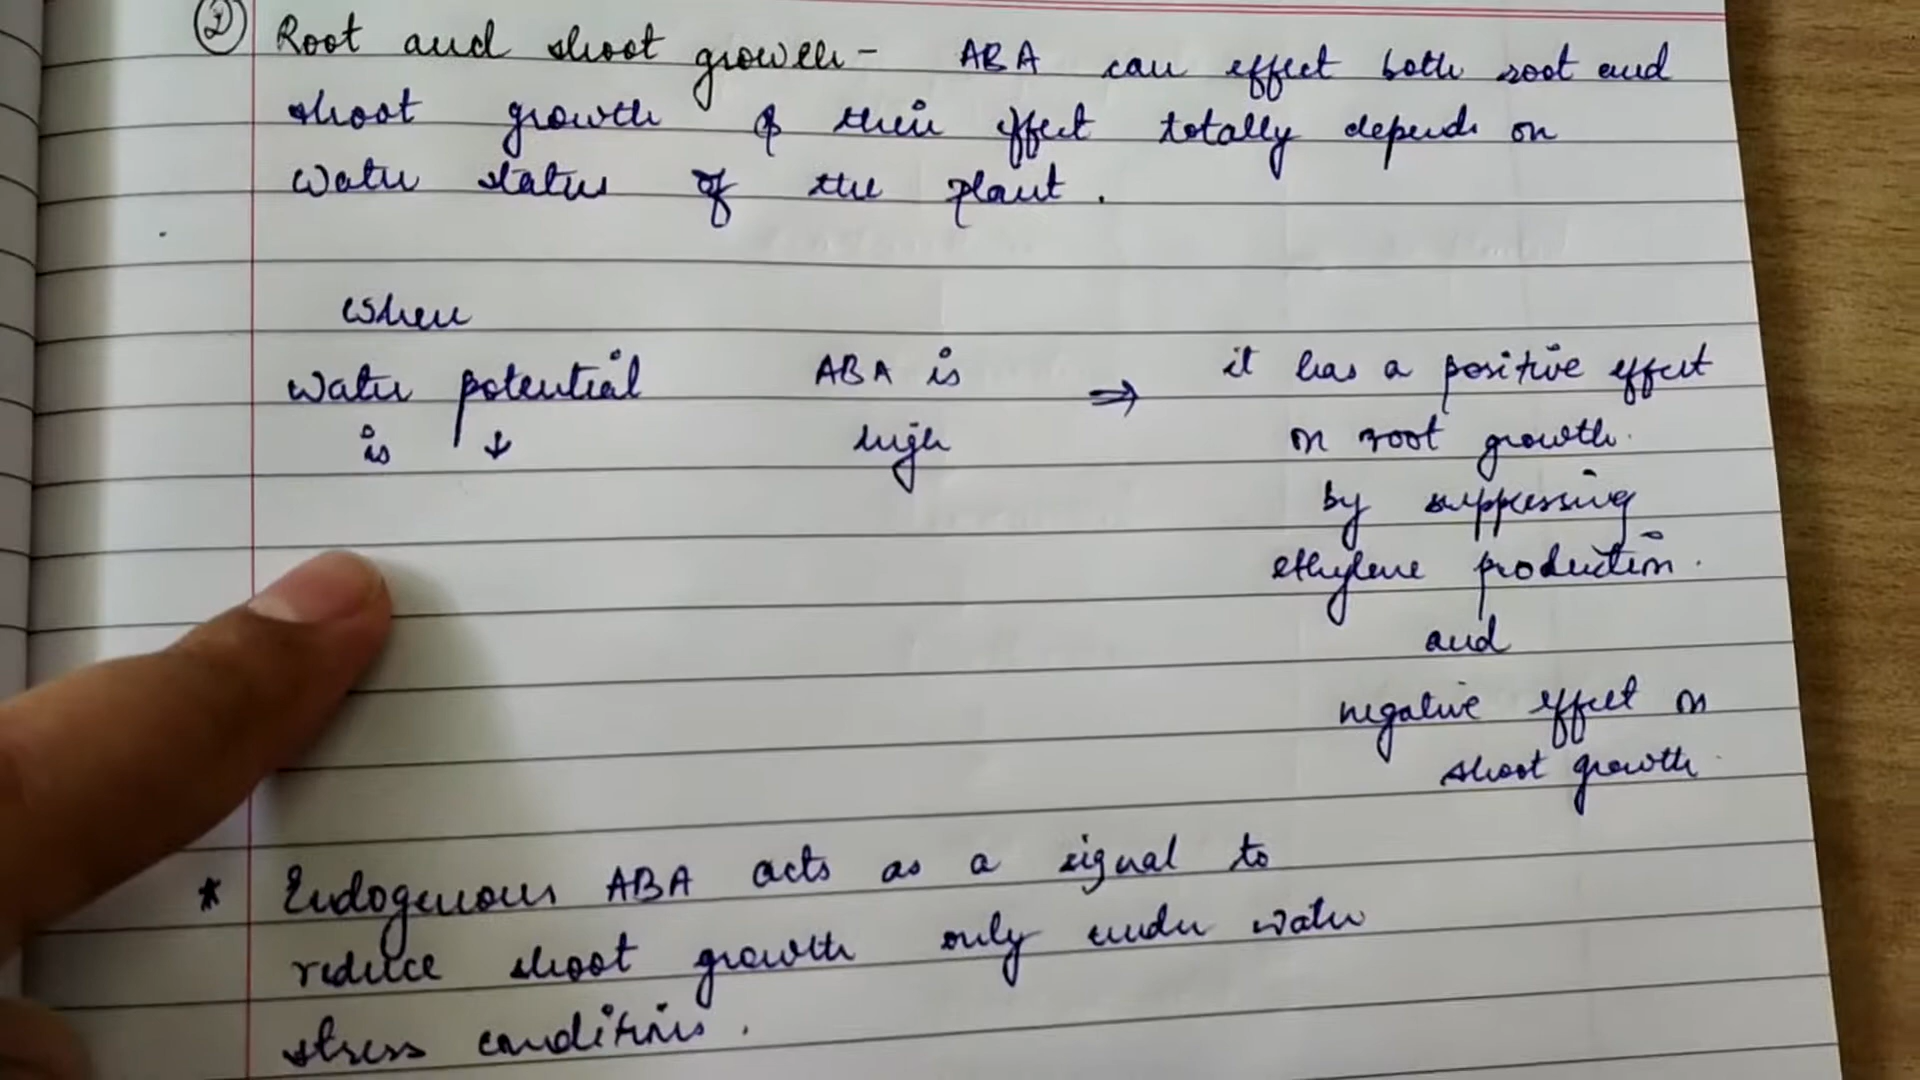 ② Root and shoot growth - ABA can effect both root and
shoot growth & their effect totally depends on
water status of the plant.
When
water potential ABA is ⇒ it has a positive effect
is ↓ high on root growth.
by suppressing
ethylene production.
and
negative effect on
shoot growth.
* Endogenous ABA acts as a signal to
reduce shoot growth only under water
stress conditions.